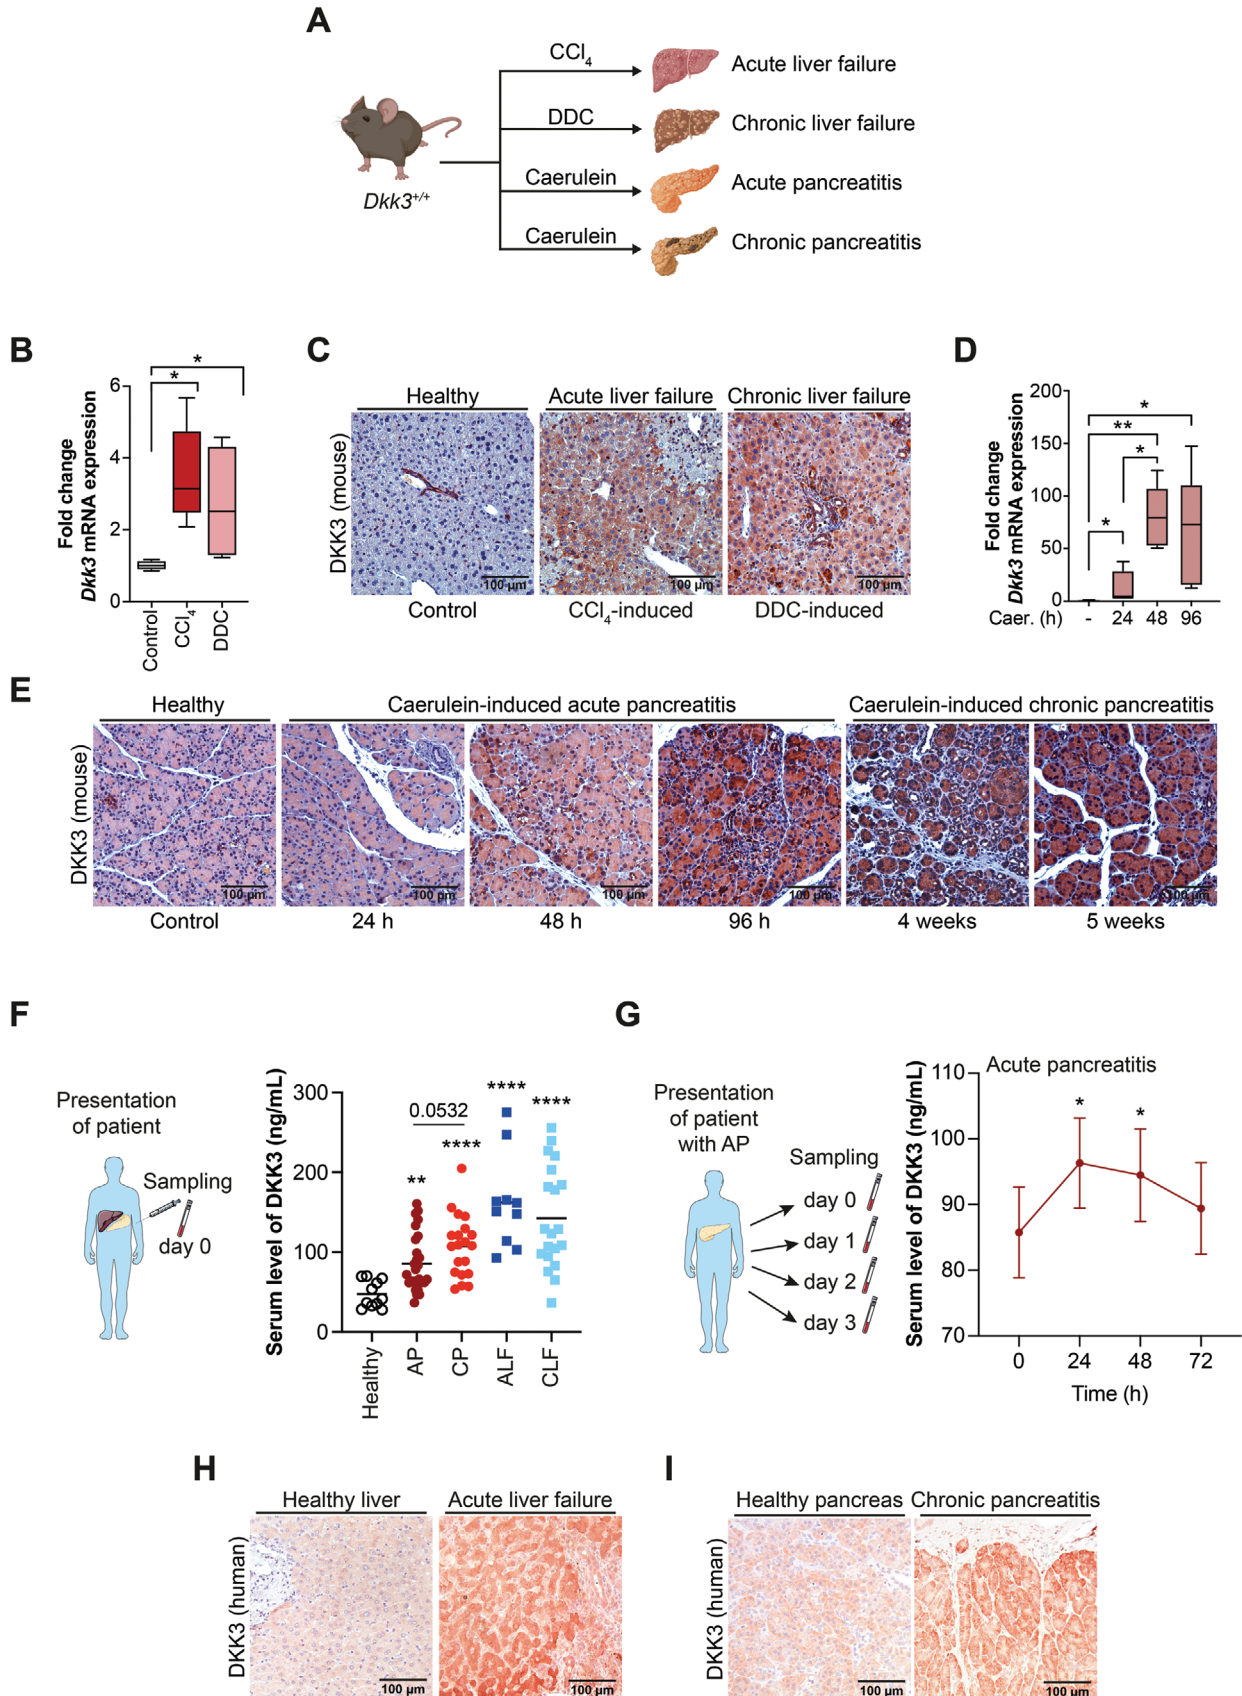 A
CCl4
Acute liver failure
DDC
Chronic liver failure
Caerulein
Acute pancreatitis
Dkk3+/+
Caerulein
Chronic pancreatitis
B
Fold change
Dkk3 mRNA expression
6
4
2
0
*
*
Control
CCl4
DDC
C
Healthy
Acute liver failure
Chronic liver failure
DKK3 (mouse)
100 µm
100 µm
100 µm
Control
CCl4-induced
DDC-induced
D
Fold change
Dkk3 mRNA expression
200
150
100
50
0
*
**
*
*
Caer. (h)
-
24
48
96
E
Healthy
Caerulein-induced acute pancreatitis
Caerulein-induced chronic pancreatitis
DKK3 (mouse)
100 µm
100 µm
100 µm
100 µm
100 µm
100 µm
Control
24 h
48 h
96 h
4 weeks
5 weeks
F
Presentation
of patient
Sampling
day 0
Serum level of DKK3 (ng/mL)
300
200
100
0
**
0.0532
****
****
****
Healthy
AP
CP
ALF
CLF
G
Presentation
of patient
with AP
Sampling
day 0
day 1
day 2
day 3
Acute pancreatitis
Serum level of DKK3 (ng/mL)
110
100
90
80
70
*
*
0
24
48
72
Time (h)
H
Healthy liver
Acute liver failure
DKK3 (human)
100 µm
100 µm
I
Healthy pancreas
Chronic pancreatitis
DKK3 (human)
100 µm
100 µm